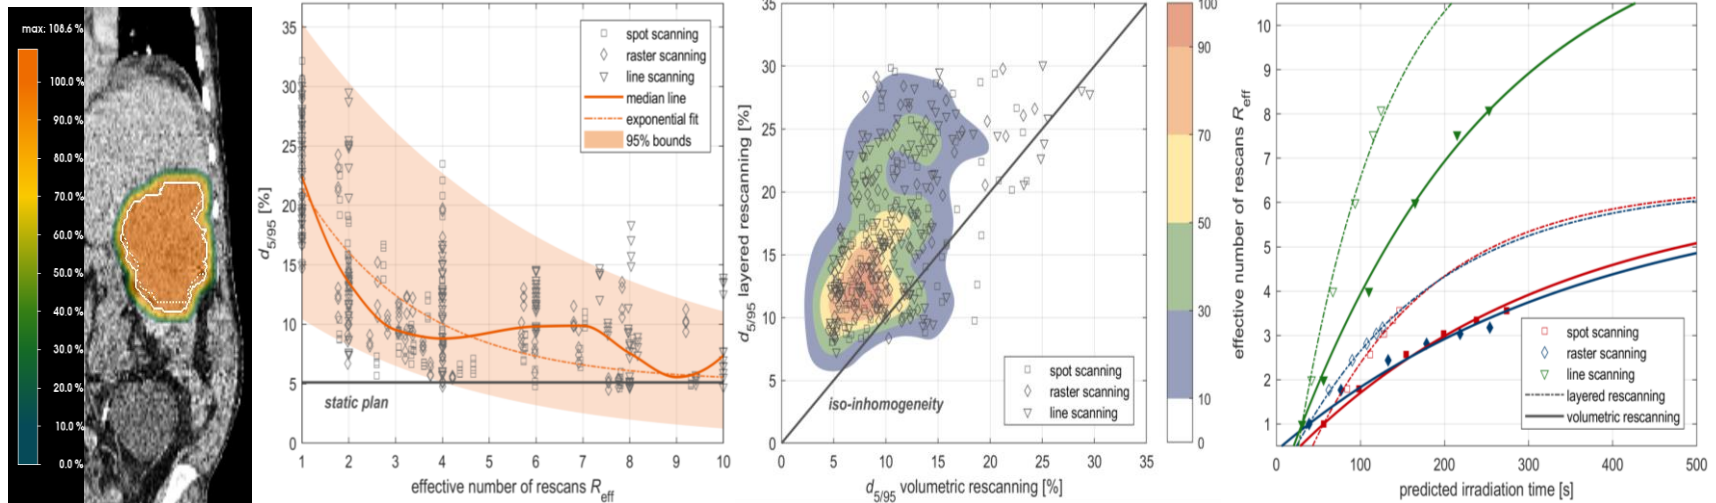 max: 106.6 %
100.0 %
90.0 %
80.0 %
70.0 %
60.0 %
50.0 %
40.0 %
30.0 %
20.0 %
10.0 %
0.0 %
d5/95 [%]
35
30
25
20
15
10
5
0
spot scanning
raster scanning
line scanning
median line
exponential fit
95% bounds
static plan
1 2 3 4 5 6 7 8 9 10
effective number of rescans Reff
d5/95 layered rescanning [%]
35
30
25
20
15
10
5
0
iso-inhomogeneity
spot scanning
raster scanning
line scanning
0 5 10 15 20 25 30 35
d5/95 volumetric rescanning [%]
100
90
70
50
30
10
0
effective number of rescans Reff
10
9
8
7
6
5
4
3
2
1
spot scanning
raster scanning
line scanning
layered rescanning
volumetric rescanning
0 100 200 300 400 500
predicted irradiation time [s]